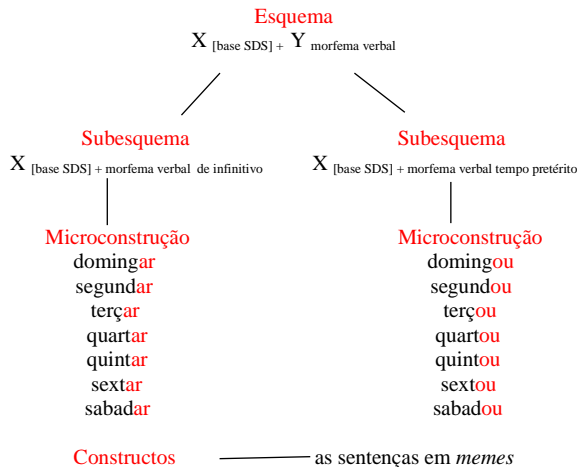 Esquema
X [base SDS] + Y morfema verbal
Subesquema Subesquema
X [base SDS] + morfema verbal de infinitivo X [base SDS] + morfema verbal tempo pretérito
Microconstrução Microconstrução
domingar domingou
segundar segundou
terçar terçou
quartar quartou
quintar quintou
sextar sextou
sabadar sabadou
Constructos as sentenças em memes